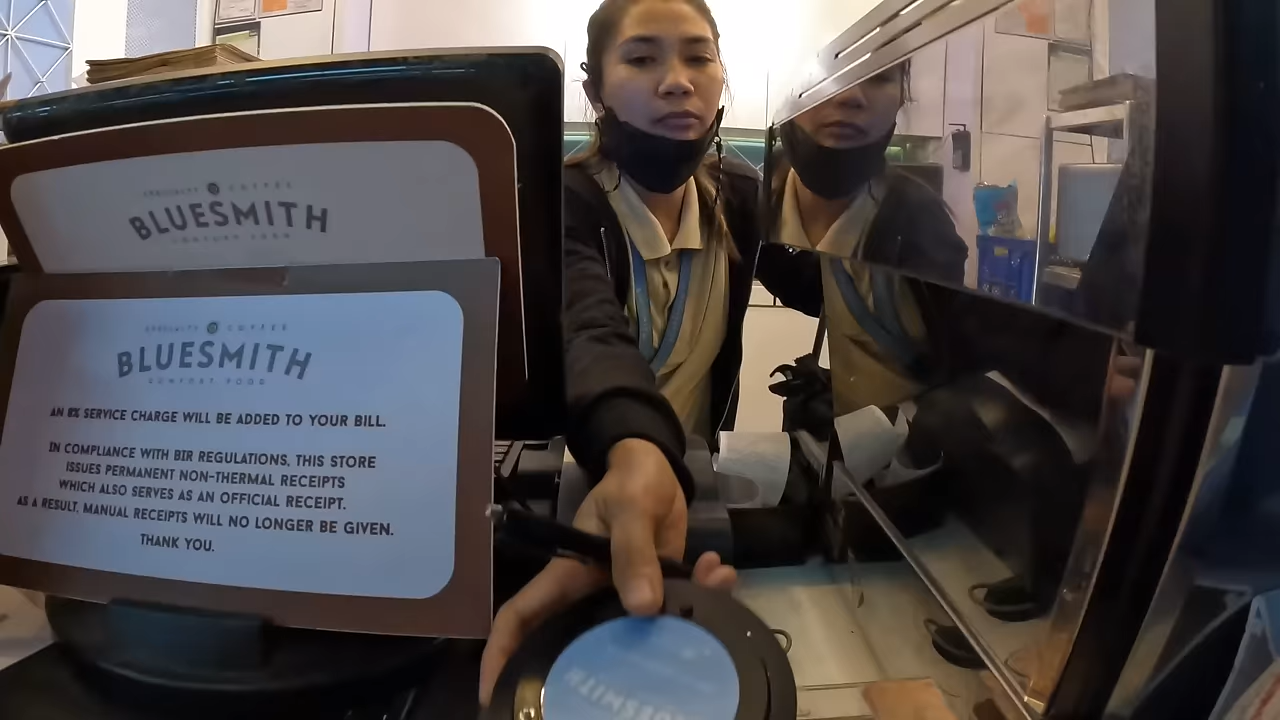 SPECIALTY COFFEE
BLUESMITH
COMFORT FOOD
SPECIALTY COFFEE
BLUESMITH
COMFORT FOOD
AN 8% SERVICE CHARGE WILL BE ADDED TO YOUR BILL.
IN COMPLIANCE WITH BIR REGULATIONS, THIS STORE
ISSUES PERMANENT NON-THERMAL RECEIPTS
WHICH ALSO SERVES AS AN OFFICIAL RECEIPT.
AS A RESULT, MANUAL RECEIPTS WILL NO LONGER BE GIVEN.
THANK YOU.
BLUESMITH